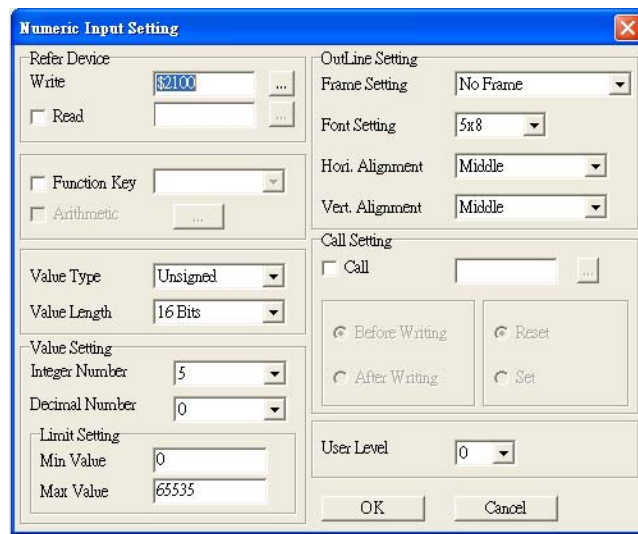 Numeric Input Setting
Refer Device
Write $2100 ...
Read ...
Function Key
Arithmetic ...
Value Type Unsigned
Value Length 16 Bits
Value Setting
Integer Number 5
Decimal Number 0
Limit Setting
Min Value 0
Max Value 65535
OutLine Setting
Frame Setting No Frame
Font Setting 5x8
Hori. Alignment Middle
Vert. Alignment Middle
Call Setting
Call ...
Before Writing Reset
After Writing Set
User Level 0
OK Cancel